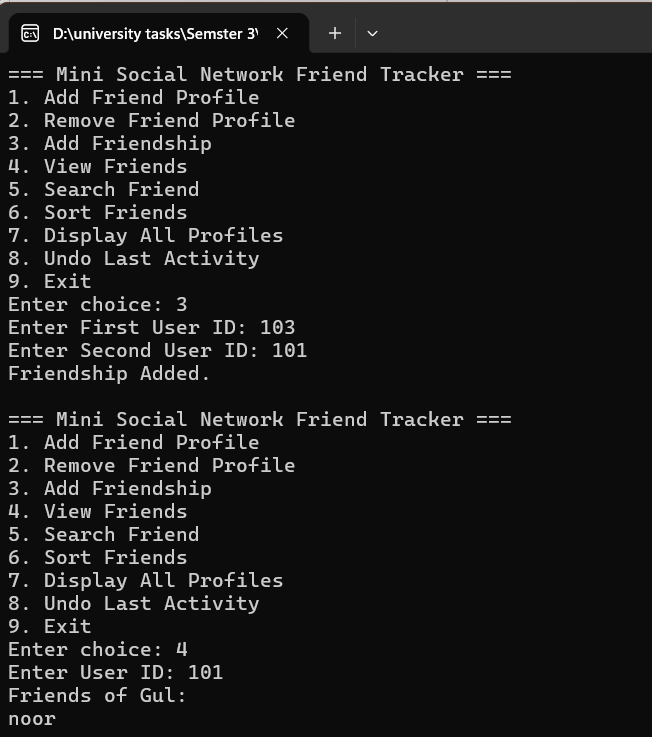 D:\university tasks\Semster 3\
=== Mini Social Network Friend Tracker ===
1. Add Friend Profile
2. Remove Friend Profile
3. Add Friendship
4. View Friends
5. Search Friend
6. Sort Friends
7. Display All Profiles
8. Undo Last Activity
9. Exit
Enter choice: 3
Enter First User ID: 103
Enter Second User ID: 101
Friendship Added.

=== Mini Social Network Friend Tracker ===
1. Add Friend Profile
2. Remove Friend Profile
3. Add Friendship
4. View Friends
5. Search Friend
6. Sort Friends
7. Display All Profiles
8. Undo Last Activity
9. Exit
Enter choice: 4
Enter User ID: 101
Friends of Gul:
noor